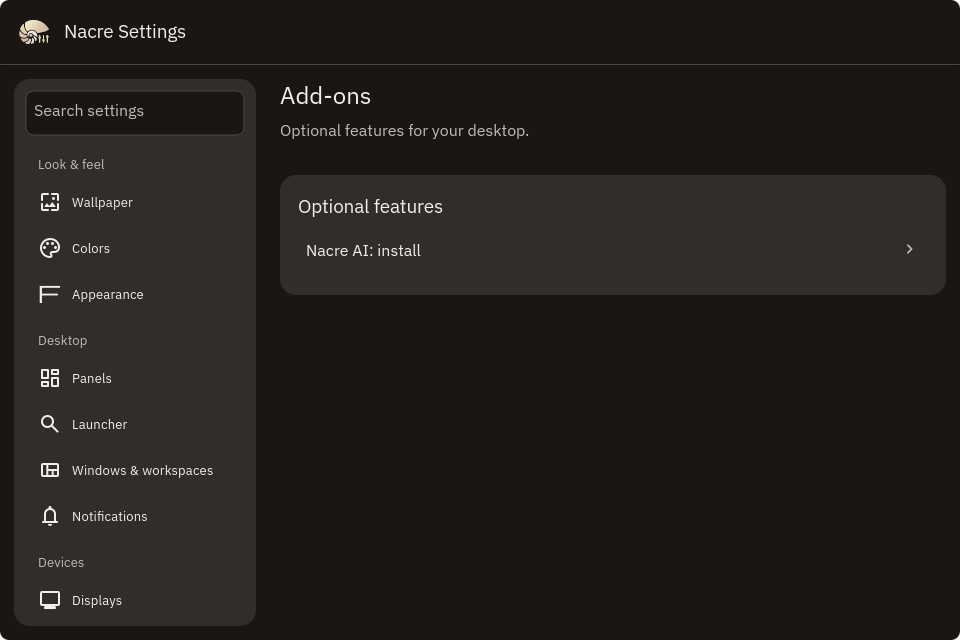 Nacre Settings
Search settings
Look & feel
Wallpaper
Colors
Appearance
Desktop
Panels
Launcher
Windows & workspaces
Notifications
Devices
Displays
Add-ons
Optional features for your desktop.
Optional features
Nacre AI: install